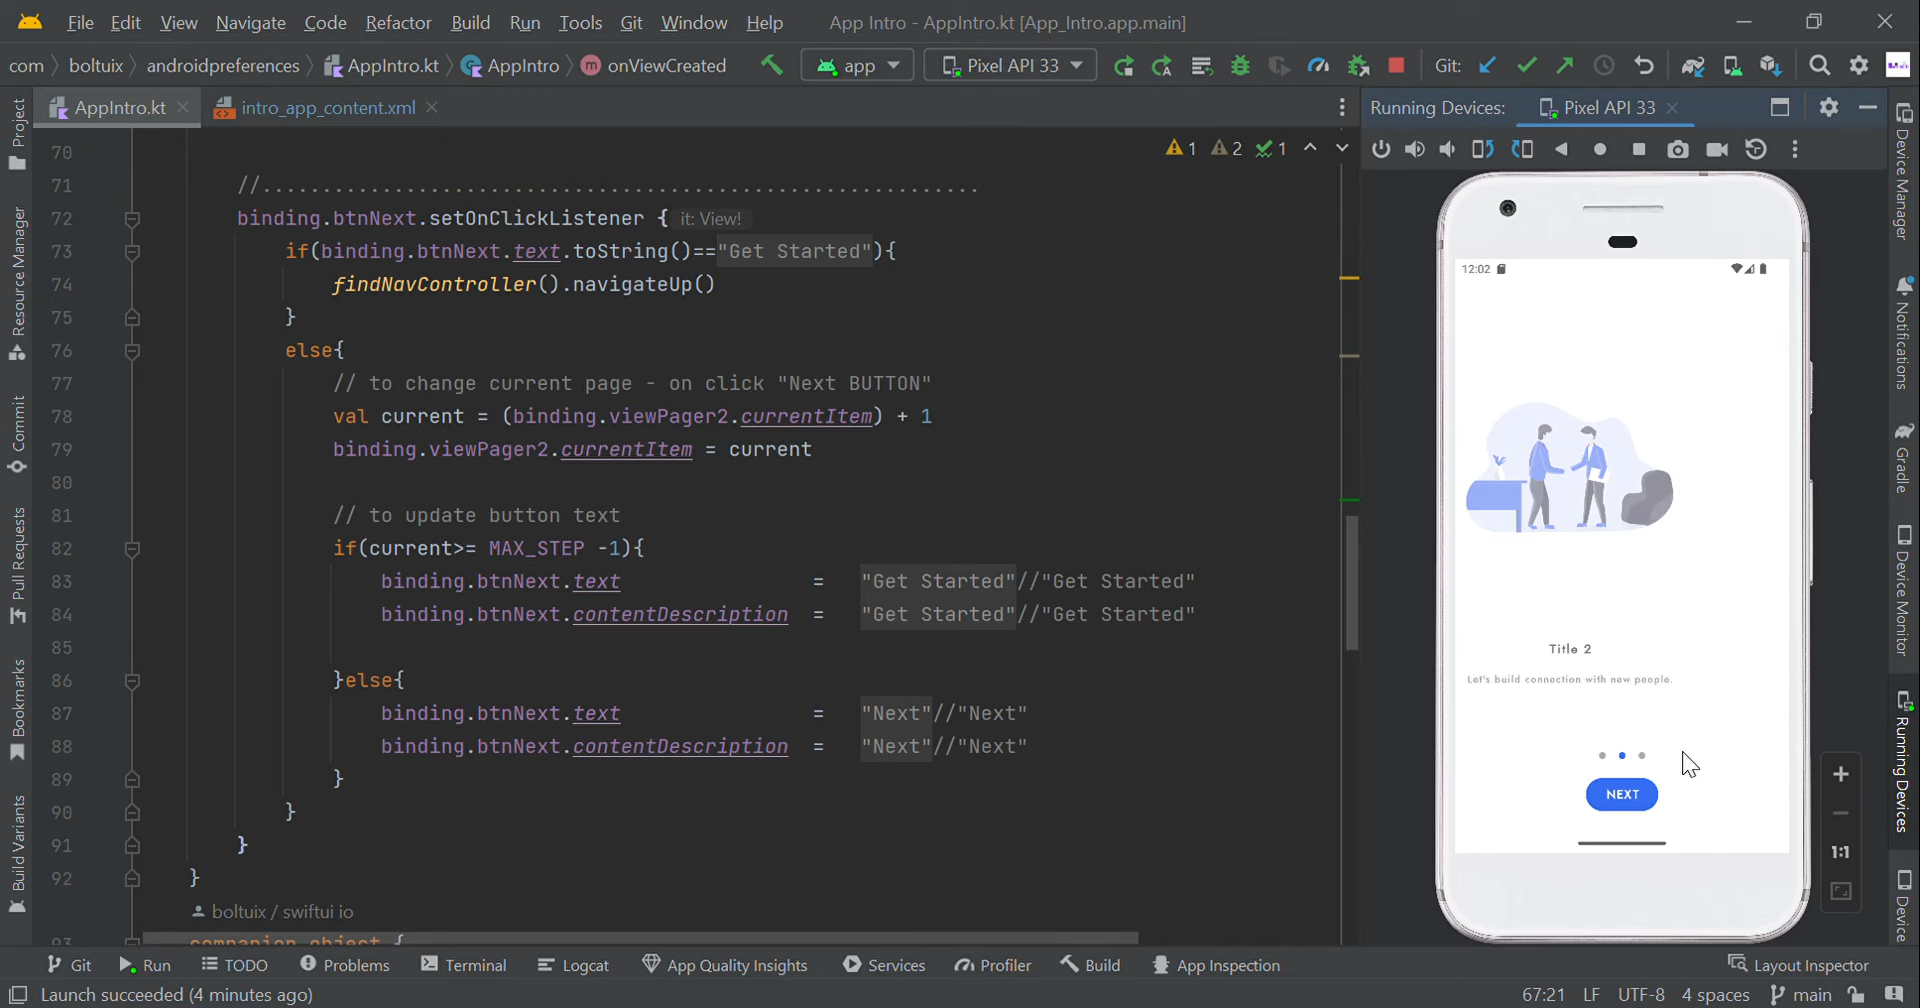 File Edit View Navigate Code Refactor Build Run Tools Git Window Help App Intro - AppIntro.kt [App_Intro.app.main]
com boltuix androidpreferences AppIntro.kt AppIntro m onViewCreated app Pixel API 33 Git:
AppIntro.kt intro_app_content.xml
Running Devices: Pixel API 33
1 2 1
70
71 //............................................................
72 binding.btnNext.setOnClickListener { it: View!
73 if(binding.btnNext.text.toString()=="Get Started"){
74 findNavController().navigateUp()
75 }
76 else{
77 // to change current page - on click "Next BUTTON"
78 val current = (binding.viewPager2.currentItem) + 1
79 binding.viewPager2.currentItem = current
80
81 // to update button text
82 if(current>= MAX_STEP -1){
83 binding.btnNext.text = "Get Started"//"Get Started"
84 binding.btnNext.contentDescription = "Get Started"//"Get Started"
85
86 }else{
87 binding.btnNext.text = "Next"//"Next"
88 binding.btnNext.contentDescription = "Next"//"Next"
89 }
90 }
91 }
92 }
boltuix / swiftui io
93 companion object {
Project
Resource Manager
Commit
Pull Requests
Bookmarks
Build Variants
12:02
Title 2
Let's build connection with new people.
NEXT
1:1
Device Manager
Notifications
Gradle
Device Monitor
Running Devices
Device
Git Run TODO Problems Terminal Logcat App Quality Insights Services Profiler Build App Inspection Layout Inspector
Launch succeeded (4 minutes ago) 67:21 LF UTF-8 4 spaces main